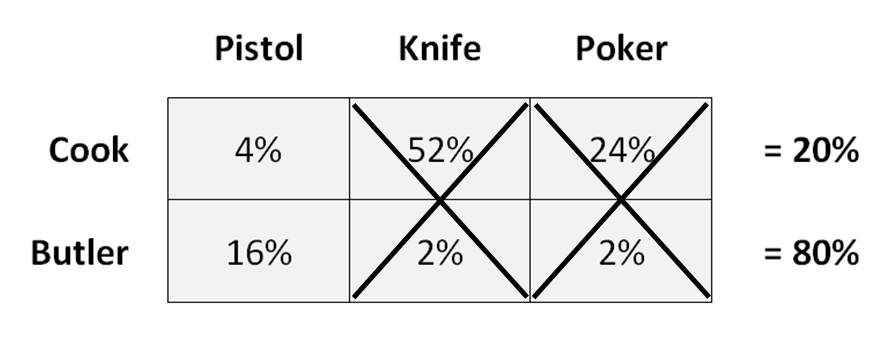 Pistol Knife Poker
Cook 4% 52% 24% = 20%
Butler 16% 2% 2% = 80%